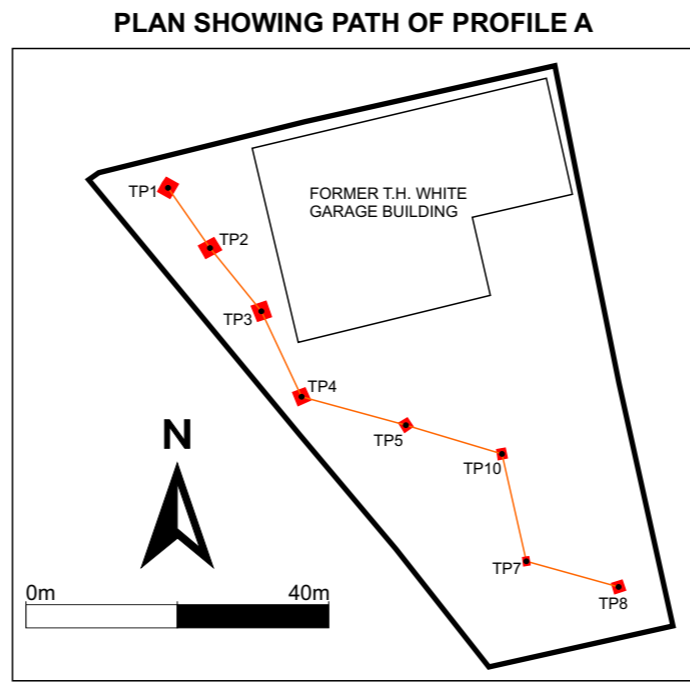 PLAN SHOWING PATH OF PROFILE A
TP1
FORMER T.H. WHITE
GARAGE BUILDING
TP2
TP3
TP4
TP5
N
TP10
TP7
0m
40m
TP8